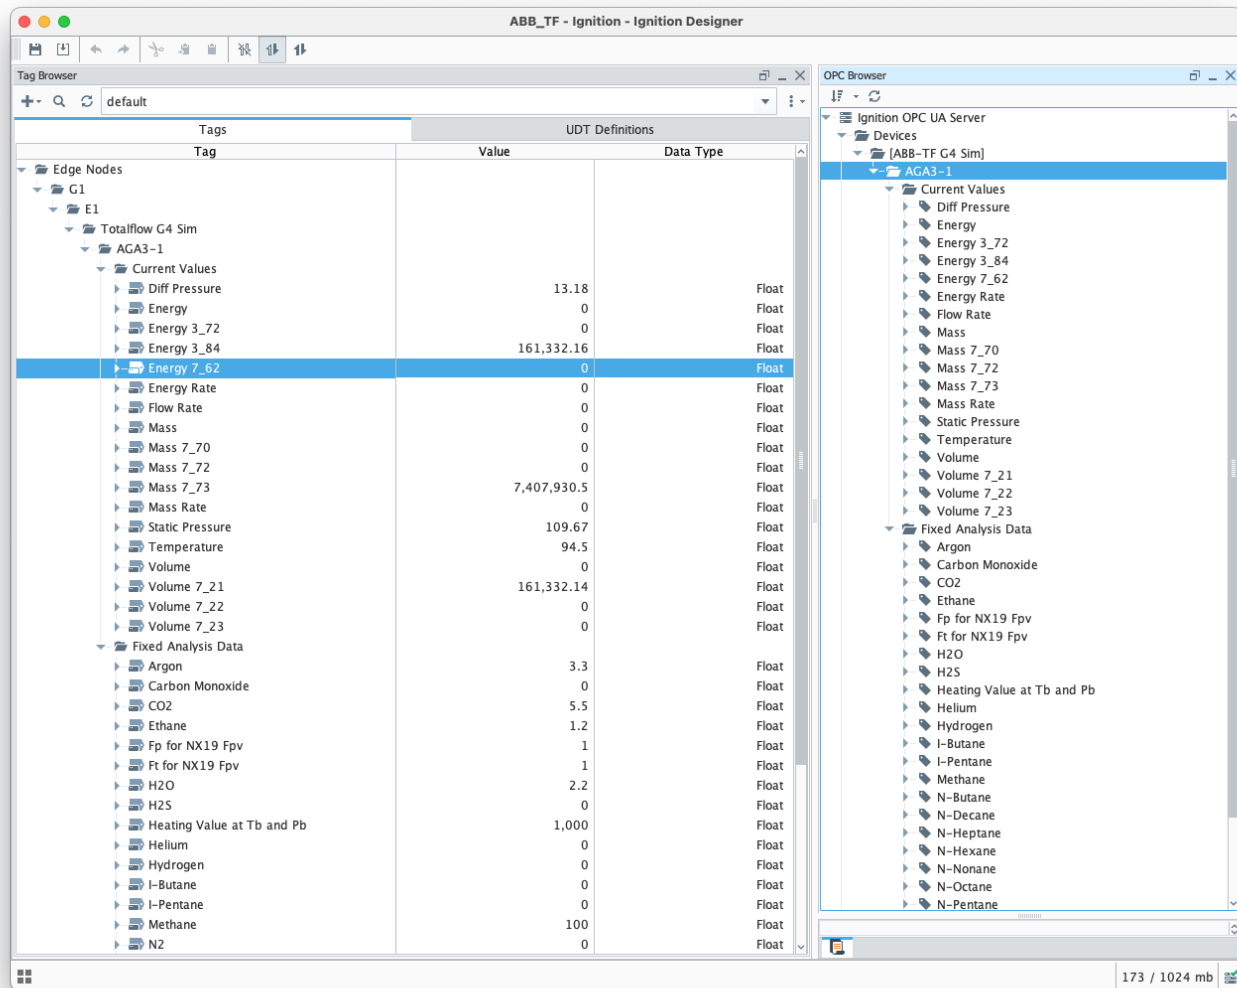 ABB_TF - Ignition - Ignition Designer
Tag Browser
default
Tags UDT Definitions
Tag Value Data Type
Edge Nodes
G1
E1
Totalflow G4 Sim
AGA3-1
Current Values
Diff Pressure 13.18 Float
Energy 0 Float
Energy 3_72 0 Float
Energy 3_84 161,332.16 Float
Energy 7_62 0 Float
Energy Rate 0 Float
Flow Rate 0 Float
Mass 0 Float
Mass 7_70 0 Float
Mass 7_72 0 Float
Mass 7_73 7,407,930.5 Float
Mass Rate 0 Float
Static Pressure 109.67 Float
Temperature 94.5 Float
Volume 0 Float
Volume 7_21 161,332.14 Float
Volume 7_22 0 Float
Volume 7_23 0 Float
Fixed Analysis Data
Argon 3.3 Float
Carbon Monoxide 0 Float
CO2 5.5 Float
Ethane 1.2 Float
Fp for NX19 Fpv 1 Float
Ft for NX19 Fpv 1 Float
H2O 2.2 Float
H2S 0 Float
Heating Value at Tb and Pb 1,000 Float
Helium 0 Float
Hydrogen 0 Float
I-Butane 0 Float
I-Pentane 0 Float
Methane 100 Float
N2 0 Float
OPC Browser
Ignition OPC UA Server
Devices
[ABB-TF G4 Sim]
AGA3-1
Current Values
Diff Pressure
Energy
Energy 3_72
Energy 3_84
Energy 7_62
Energy Rate
Flow Rate
Mass
Mass 7_70
Mass 7_72
Mass 7_73
Mass Rate
Static Pressure
Temperature
Volume
Volume 7_21
Volume 7_22
Volume 7_23
Fixed Analysis Data
Argon
Carbon Monoxide
CO2
Ethane
Fp for NX19 Fpv
Ft for NX19 Fpv
H2O
H2S
Heating Value at Tb and Pb
Helium
Hydrogen
I-Butane
I-Pentane
Methane
N-Butane
N-Decane
N-Heptane
N-Hexane
N-Nonane
N-Octane
N-Pentane
173 / 1024 mb